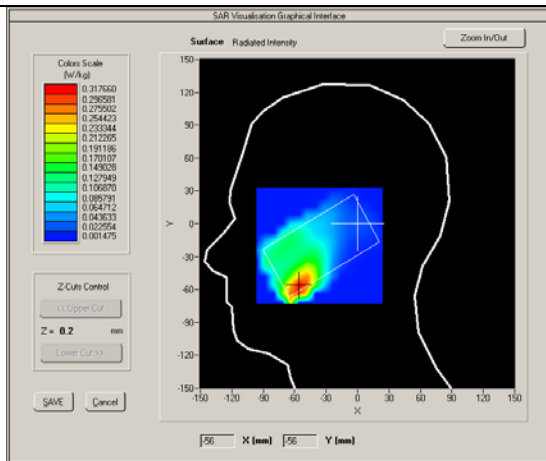 SAR Visualisation Graphical Interface
Surface Radiated Intensity
Zoom In/Out
Colors Scale
(W/kg)
0.317660
0.296581
0.275502
0.254423
0.233344
0.212265
0.191186
0.170107
0.149028
0.127949
0.106870
0.085791
0.064712
0.043633
0.022554
0.001475
Z-Cuts Control
<< Upper Cut
Z = 0.2 mm
Lower Cut >>
SAVE Cancel
150-
120-
90-
60-
30-
0-
-30-
-60-
-90-
-120-
-150-
Y
-150 -120 -90 -60 -30 0 30 60 90 120 150
X
-56 X (mm) -56 Y (mm)